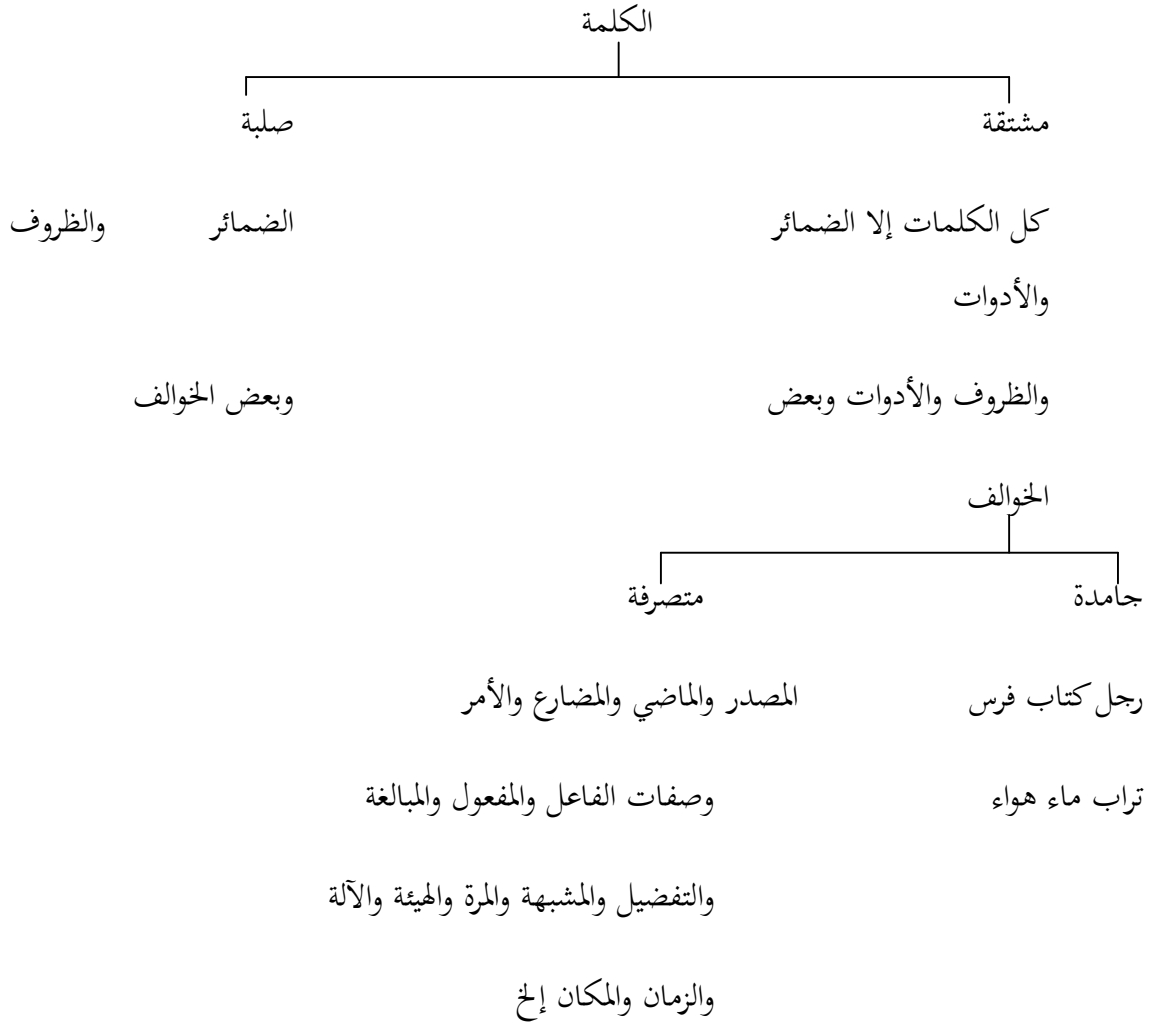 الكلمة
مشتقة صلبة
كل الكلمات إلا الضمائر الضمائر والظروف
والأدوات
والظروف والأدوات وبعض وبعض الخوالف
الخوالف
جامدة متصرفة
رجل كتاب فرس المصدر والماضي والمضارع والأمر
تراب ماء هواء وصفات الفاعل والمفعول والمبالغة
والتفضيل والمشبهة والمرة والهيئة والآلة
والزمان والمكان إلخ